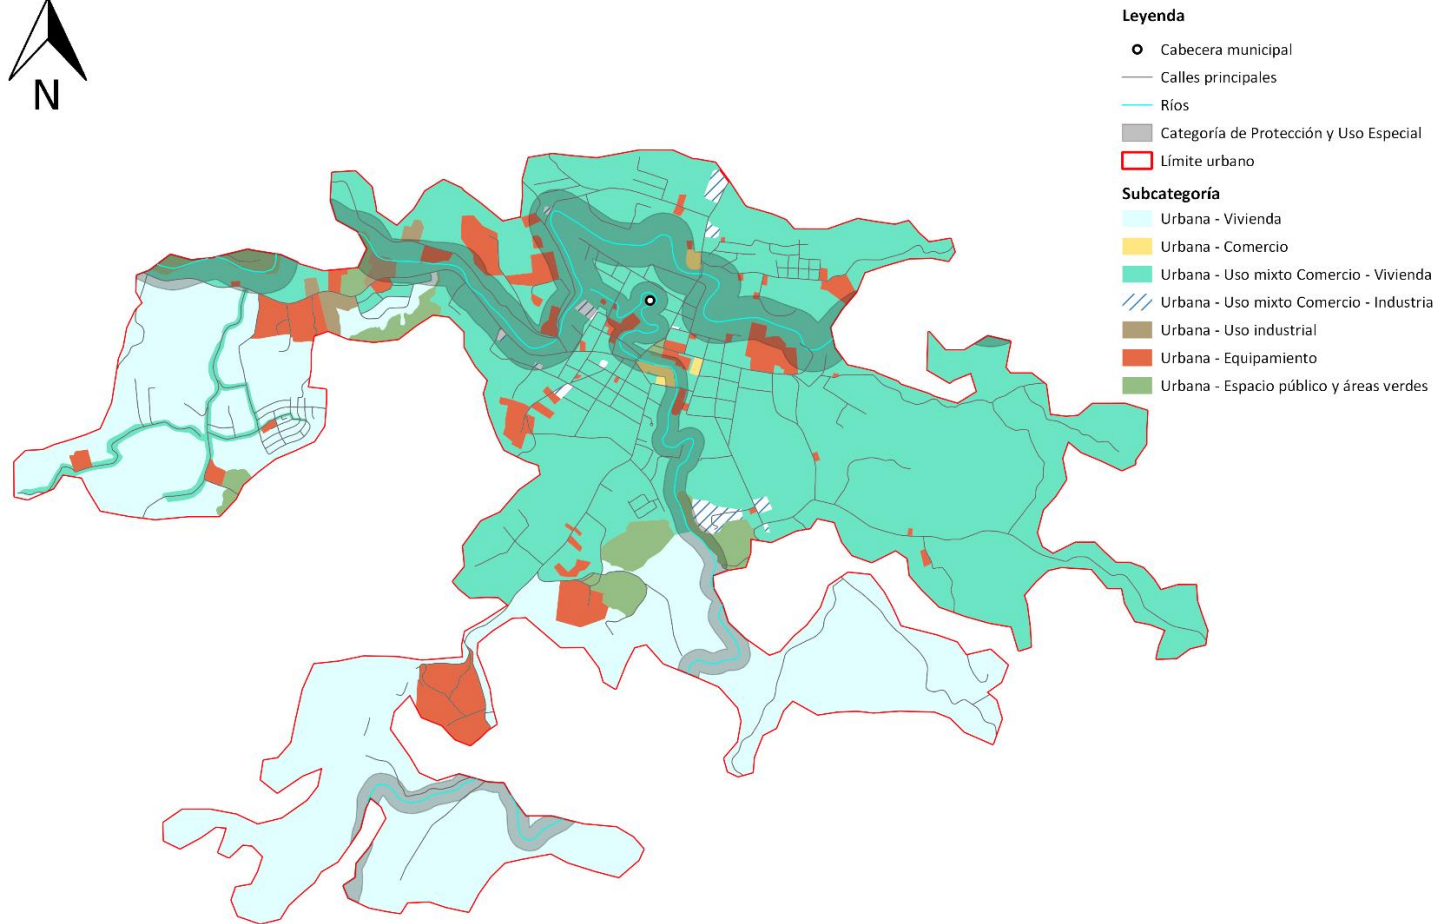 N
Leyenda
Cabecera municipal
Calles principales
Ríos
Categoría de Protección y Uso Especial
Límite urbano
Subcategoría
Urbana - Vivienda
Urbana - Comercio
Urbana - Uso mixto Comercio - Vivienda
Urbana - Uso mixto Comercio - Industria
Urbana - Uso industrial
Urbana - Equipamiento
Urbana - Espacio público y áreas verdes